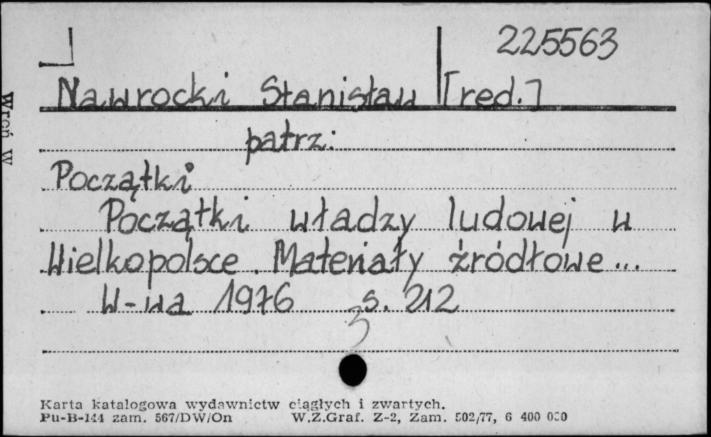 225563
Nawrocki Stanisław [red.]
patrz:
Początki
Początki władzy ludowej w
Wielkopolsce. Materiały źródłowe...
W-wa 1976 s. 212
3
Karta katalogowa wydawnictw ciągłych i zwartych.
Pu-B-144 zam. 567/DW/On W.Z.Graf. Z-2, Zam. 502/77, 6 400 000